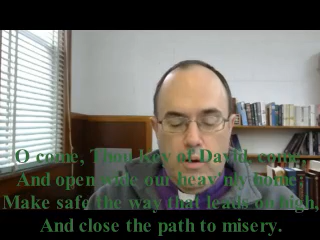 O come, Thou Key of David, come,
And open wide our heav'nly home;
Make safe the way that leads on high,
And close the path to misery.